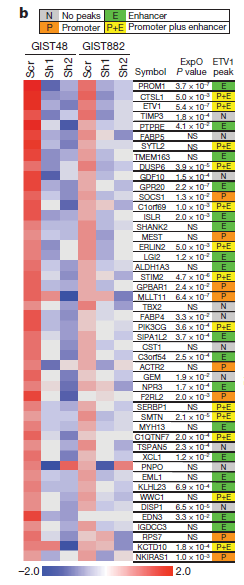 b
N No peaks E Enhancer
P Promoter P+E Promoter plus enhancer
GIST48 GIST882
Scr Sh1 Sh2 Scr Sh1 Sh2 Symbol ExpO P value ETV1 peak
PROM1 3.7 × 10⁻⁷ E
CTSL1 5.0 × 10⁻³ P+E
ETV1 5.4 × 10⁻⁷ P+E
TIMP3 1.8 × 10⁻⁴ N
PTPRE 4.1 × 10⁻² E
FABP5 NS N
SYTL2 NS P+E
TMEM163 NS E
DUSP6 3.9 × 10⁻⁵ P+E
GDF10 1.5 × 10⁻⁴ N
GPR20 2.2 × 10⁻⁷ E
SOCS1 1.3 × 10⁻² P
C1orf69 1.0 × 10⁻³ P+E
ISLR 2.0 × 10⁻³ E
SHANK2 NS E
MEST NS P
ERLIN2 5.0 × 10⁻³ P+E
LGI2 1.2 × 10⁻² E
ALDH1A3 NS E
STIM2 4.7 × 10⁻⁶ P+E
GPBAR1 2.4 × 10⁻² P
MLLT11 6.4 × 10⁻⁷ P
TBX2 NS N
FABP4 3.3 × 10⁻² N
PIK3CG 3.6 × 10⁻⁴ P+E
SIPA1L2 3.7 × 10⁻⁴ E
CST1 NS N
C3orf54 2.5 × 10⁻⁴ E
ACTR2 NS P
GEM 1.9 × 10⁻² N
NPR3 1.7 × 10⁻⁴ E
F2RL2 2.0 × 10⁻³ P
SERBP1 NS P+E
SMTN 2.1 × 10⁻⁵ P+E
MYH13 NS E
C1QTNF7 2.0 × 10⁻⁴ P+E
TSPAN5 2.3 × 10⁻⁴ N
XCL1 1.2 × 10⁻³ E
PNPO NS N
EML1 NS E
KLHL23 6.9 × 10⁻⁴ E
WWC1 NS P+E
DISP1 6.5 × 10⁻⁵ N
EDN3 3.3 × 10⁻² E
IGDCC3 NS E
RPS7 NS P
KCTD10 1.8 × 10⁻⁴ P+E
NKIRAS1 1.0 × 10⁻³ P
−2.0 2.0